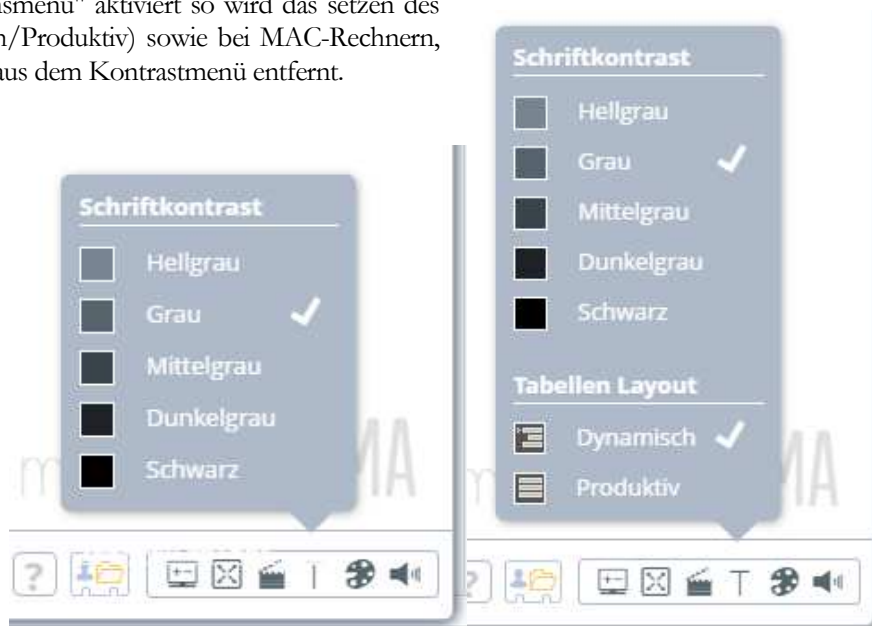 aktiviert so wird das setzen des
n/Produktiv) sowie bei MAC-Rechnern,
aus dem Kontrastmenü entfernt.
Schriftkontrast
Hellgrau
Grau
Mittelgrau
Dunkelgrau
Schwarz
MA
?
Schriftkontrast
Hellgrau
Grau
Mittelgrau
Dunkelgrau
Schwarz
Tabellen Layout
Dynamisch
Produktiv
T